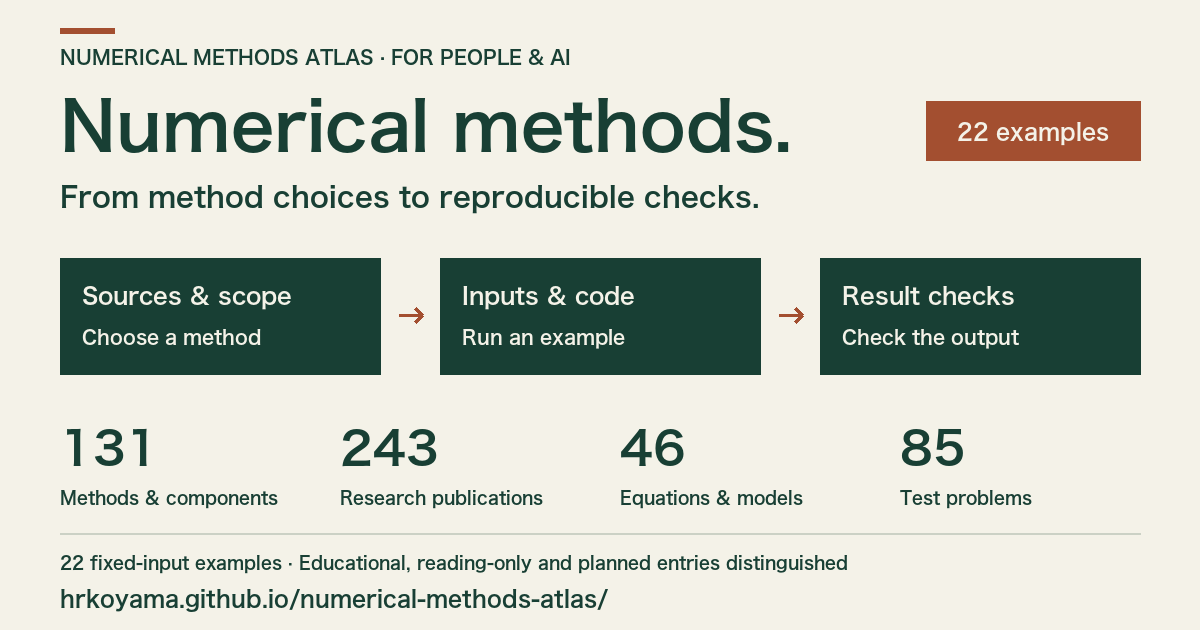 NUMERICAL METHODS ATLAS · FOR PEOPLE & AI
Numerical methods.
22 examples
From method choices to reproducible checks.
Sources & scope
Choose a method
→
Inputs & code
Run an example
→
Result checks
Check the output
131
Methods & components
243
Research publications
46
Equations & models
85
Test problems
22 fixed-input examples · Educational, reading-only and planned entries distinguished
hrkoyama.github.io/numerical-methods-atlas/